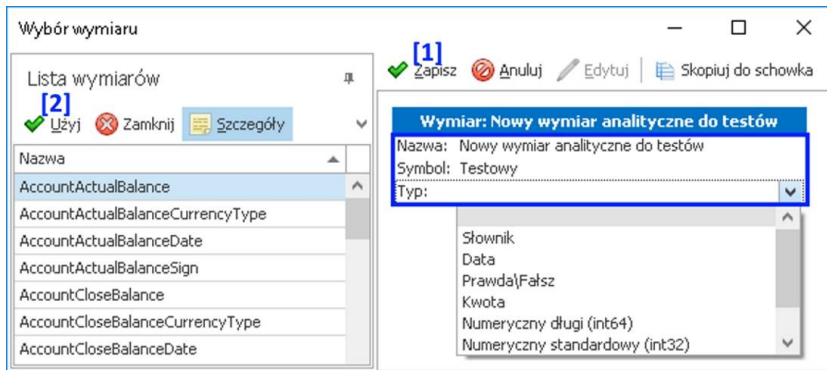 Wybór wymiaru
Lista wymiarów
[2]
Użyj Zamknij Szczegóły
Nazwa
AccountActualBalance
AccountActualBalanceCurrencyType
AccountActualBalanceDate
AccountActualBalanceSign
AccountCloseBalance
AccountCloseBalanceCurrencyType
AccountCloseBalanceDate
[1]
Zapisz Anuluj Edytuj Skopiuj do schowka
Wymiar: Nowy wymiar analityczne do testów
Nazwa: Nowy wymiar analityczne do testów
Symbol: Testowy
Typ:
Słownik
Data
Prawda\Fałsz
Kwota
Numeryczny długi (int64)
Numeryczny standardowy (int32)